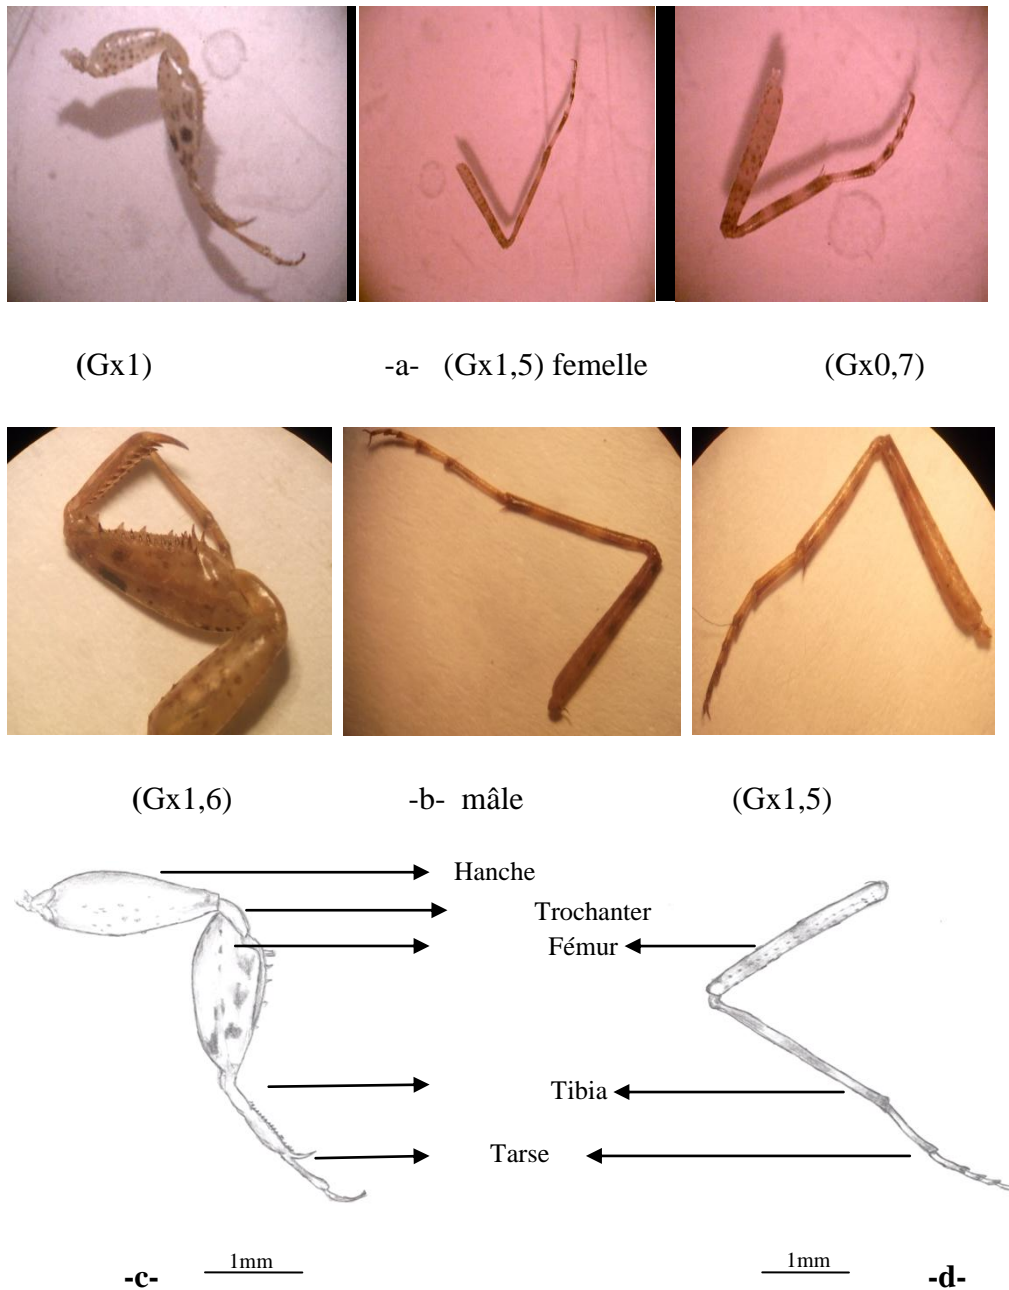 (Gx1) -a- (Gx1,5) femelle (Gx0,7)
(Gx1,6) -b- mâle (Gx1,5)
Hanche
Trochanter
Fémur
Tibia
Tarse
1mm 1mm
-c- -d-